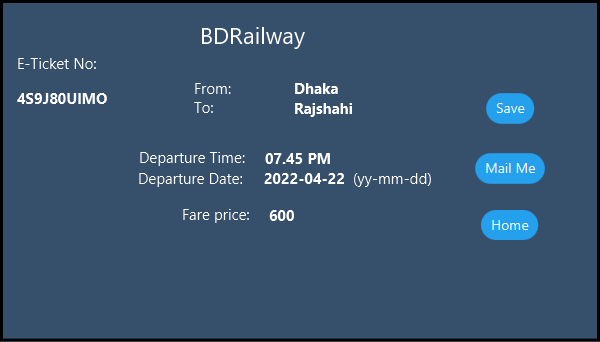 BDRailway
E-Ticket No:
4S9J80UIMO
From: Dhaka
To: Rajshahi
Save
Departure Time: 07.45 PM
Departure Date: 2022-04-22 (yy-mm-dd)
Mail Me
Fare price: 600
Home